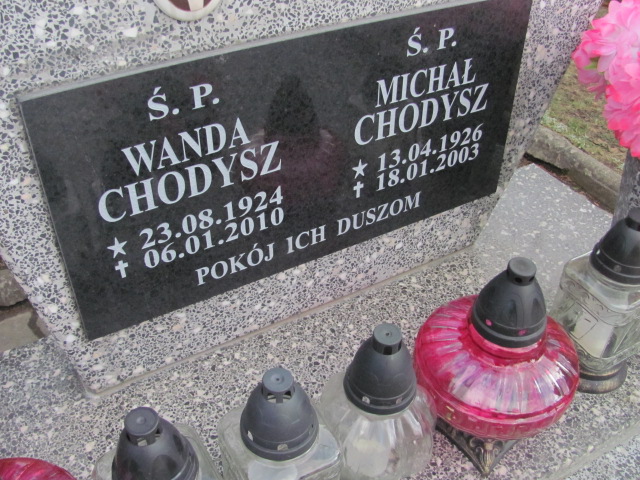 Ś. P.
WANDA
CHODYSZ
★ 23.08.1924
✝ 06.01.2010
Ś. P.
MICHAŁ
CHODYSZ
★ 13.04.1926
✝ 18.01.2003
POKÓJ ICH DUSZOM